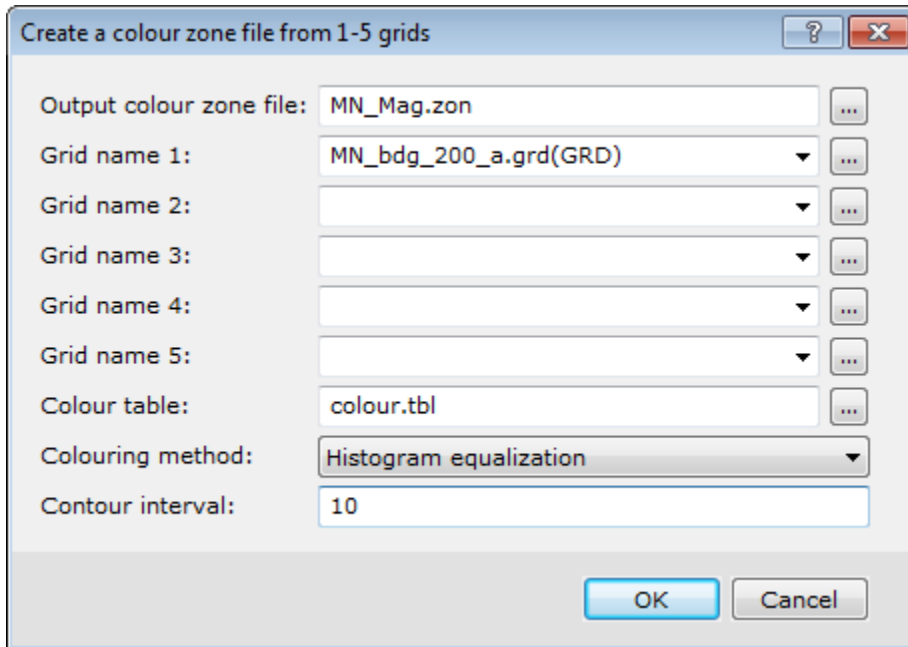 Create a colour zone file from 1-5 grids
Output colour zone file: MN_Mag.zon ...
Grid name 1: MN_bdg_200_a.grd(GRD) ...
Grid name 2: ...
Grid name 3: ...
Grid name 4: ...
Grid name 5: ...
Colour table: colour.tbl ...
Colouring method: Histogram equalization
Contour interval: 10
OK Cancel